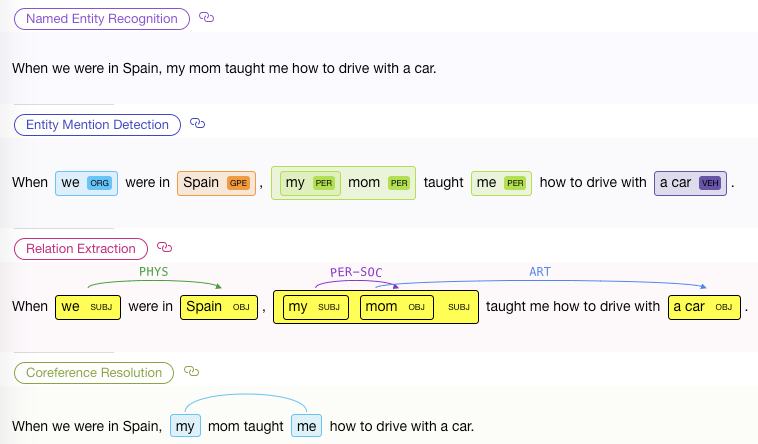 Named Entity Recognition
When we were in Spain, my mom taught me how to drive with a car.
Entity Mention Detection
When we ORG were in Spain GPE , my PER mom PER taught me PER how to drive with a car VEH .
Relation Extraction
PHYS PER-SOC ART
When we SUBJ were in Spain OBJ , my SUBJ mom OBJ SUBJ taught me how to drive with a car OBJ .
Coreference Resolution
When we were in Spain, my mom taught me how to drive with a car.